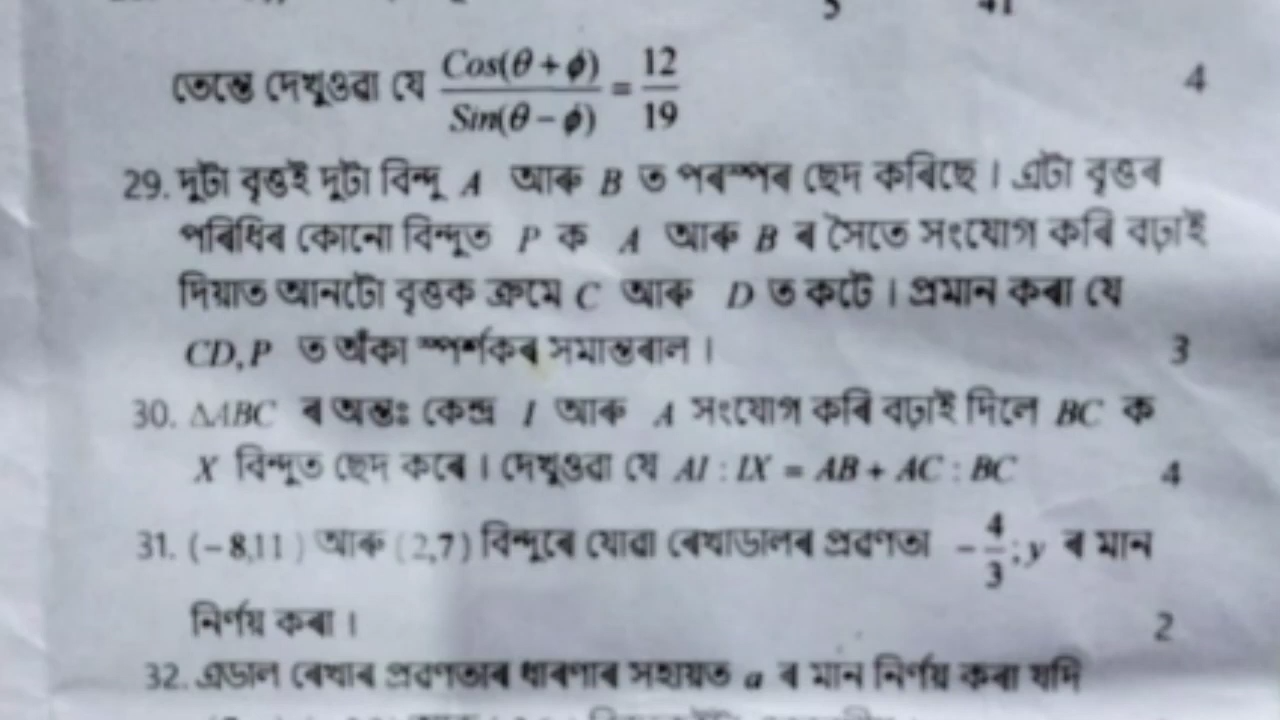 5 41
তেন্তে দেখুওৱা যে Cos(θ + ϕ) / Sin(θ − ϕ) = 12 / 19 4
29. দুটা বৃত্তই দুটা বিন্দু A আৰু B ত পৰস্পৰ ছেদ কৰিছে । এটা বৃত্তৰ
পৰিধিৰ কোনো বিন্দুত P ক A আৰু B ৰ সৈতে সংযোগ কৰি বঢ়াই
দিয়াত আনটো বৃত্তক ক্ৰমে C আৰু D ত কটে । প্ৰমান কৰা যে
CD, P ত অঁকা স্পৰ্শকৰ সমান্তৰাল । 3
30. ΔABC ৰ অন্তঃ কেন্দ্ৰ I আৰু A সংযোগ কৰি বঢ়াই দিলে BC ক
X বিন্দুত ছেদ কৰে । দেখুওৱা যে AI : IX = AB + AC : BC 4
31. (−8,11 ) আৰু (2,7) বিন্দুৰে যোৱা ৰেখাডালৰ প্ৰৱণতা −4/3; y ৰ মান
নিৰ্ণয় কৰা । 2
32. এডাল ৰেখাৰ প্ৰৱণতাৰ ধাৰণাৰ সহায়ত a ৰ মান নিৰ্ণয় কৰা যদি